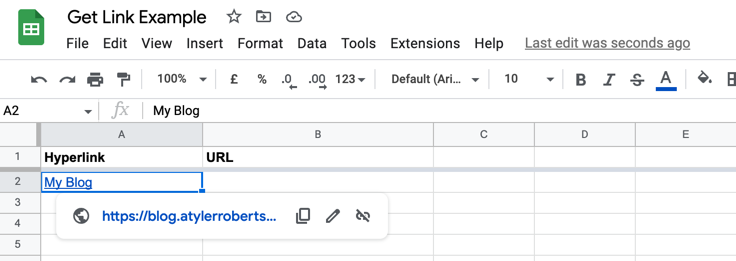 Get Link Example
File Edit View Insert Format Data Tools Extensions Help Last edit was seconds ago
100% £ % .0 .00 123 Default (Ari... 10 B I S A
A2 fx My Blog
A B C D E
1 Hyperlink URL
2 My Blog
3 https://blog.atylerroberts...
4
5